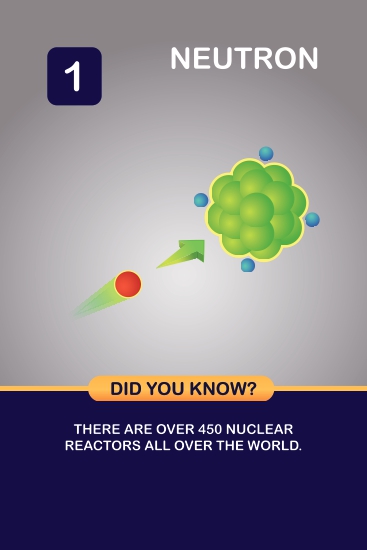 1
NEUTRON
DID YOU KNOW?
THERE ARE OVER 450 NUCLEAR
REACTORS ALL OVER THE WORLD.